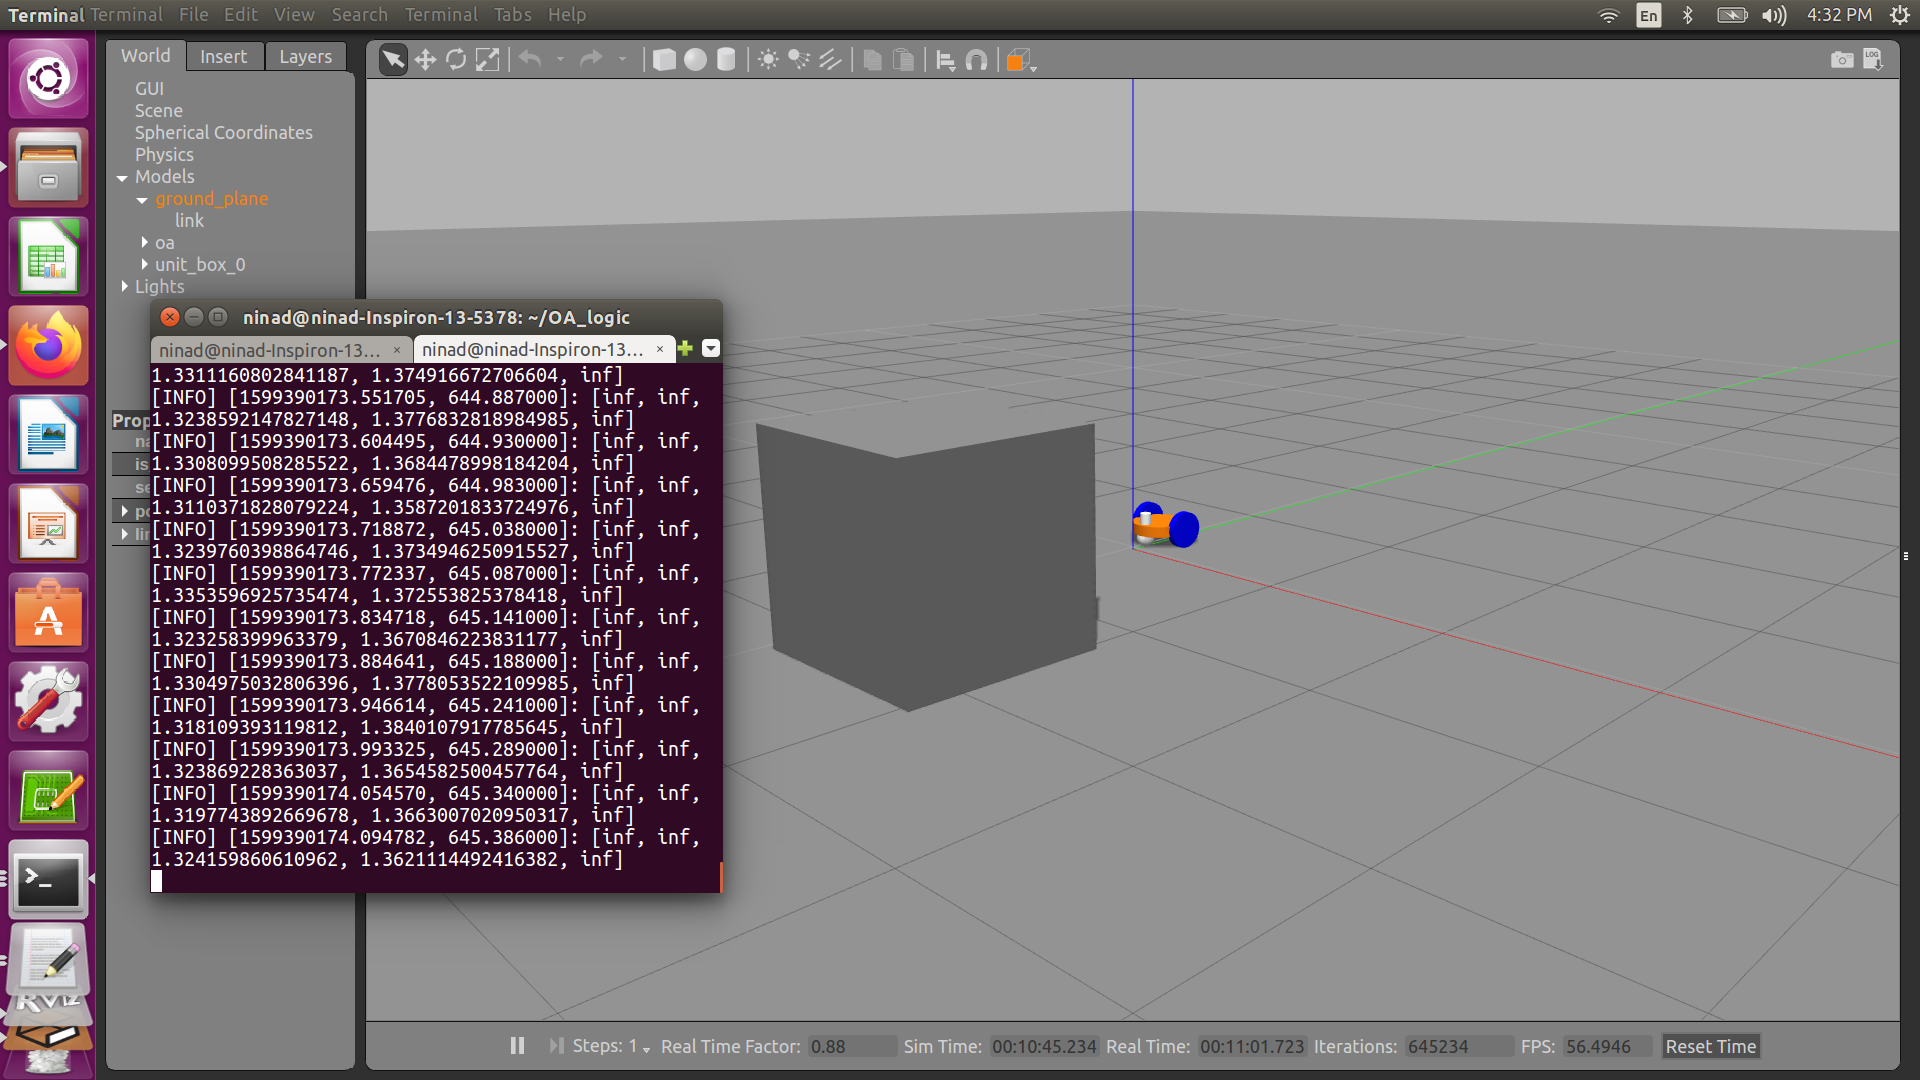 Terminal Terminal File Edit View Search Terminal Tabs Help
En
4:32 PM
World Insert Layers
LOG
GUI
Scene
Spherical Coordinates
Physics
Models
ground_plane
link
oa
unit_box_0
Lights
Prop
na
is
se
po
lin
ninad@ninad-Inspiron-13-5378: ~/OA_logic
ninad@ninad-Inspiron-13... × ninad@ninad-Inspiron-13... ×
1.3311160802841187, 1.374916672706604, inf]
[INFO] [1599390173.551705, 644.887000]: [inf, inf,
1.3238592147827148, 1.3776832818984985, inf]
[INFO] [1599390173.604495, 644.930000]: [inf, inf,
1.3308099508285522, 1.3684478998184204, inf]
[INFO] [1599390173.659476, 644.983000]: [inf, inf,
1.3110371828079224, 1.3587201833724976, inf]
[INFO] [1599390173.718872, 645.038000]: [inf, inf,
1.3239760398864746, 1.3734946250915527, inf]
[INFO] [1599390173.772337, 645.087000]: [inf, inf,
1.3353596925735474, 1.372553825378418, inf]
[INFO] [1599390173.834718, 645.141000]: [inf, inf,
1.323258399963379, 1.3670846223831177, inf]
[INFO] [1599390173.884641, 645.188000]: [inf, inf,
1.3304975032806396, 1.3778053522109985, inf]
[INFO] [1599390173.946614, 645.241000]: [inf, inf,
1.318109393119812, 1.3840107917785645, inf]
[INFO] [1599390173.993325, 645.289000]: [inf, inf,
1.323869228363037, 1.3654582500457764, inf]
[INFO] [1599390174.054570, 645.340000]: [inf, inf,
1.3197743892669678, 1.3663007020950317, inf]
[INFO] [1599390174.094782, 645.386000]: [inf, inf,
1.324159860610962, 1.3621114492416382, inf]
>_
RViz
Steps: 1 Real Time Factor: 0.88 Sim Time: 00:10:45.234 Real Time: 00:11:01.723 Iterations: 645234 FPS: 56.4946 Reset Time